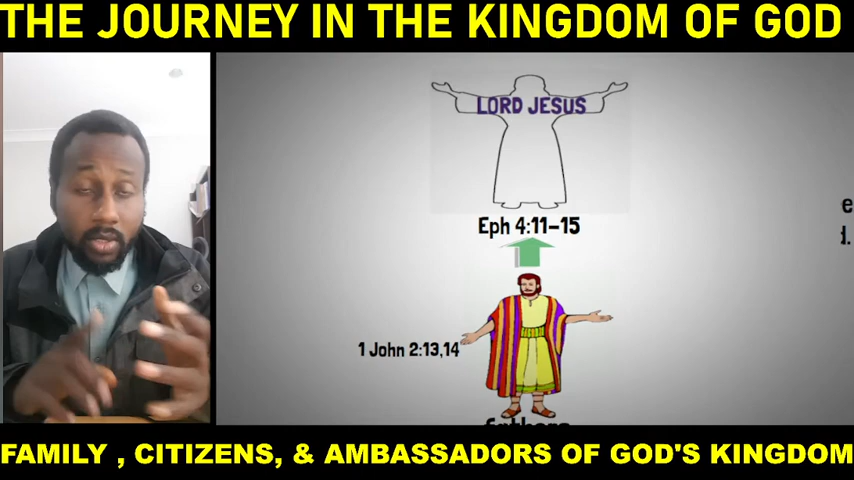 THE JOURNEY IN THE KINGDOM OF GOD
LORD JESUS
Eph 4:11-15
1 John 2:13,14
FAMILY , CITIZENS, & AMBASSADORS OF GOD'S KINGDOM